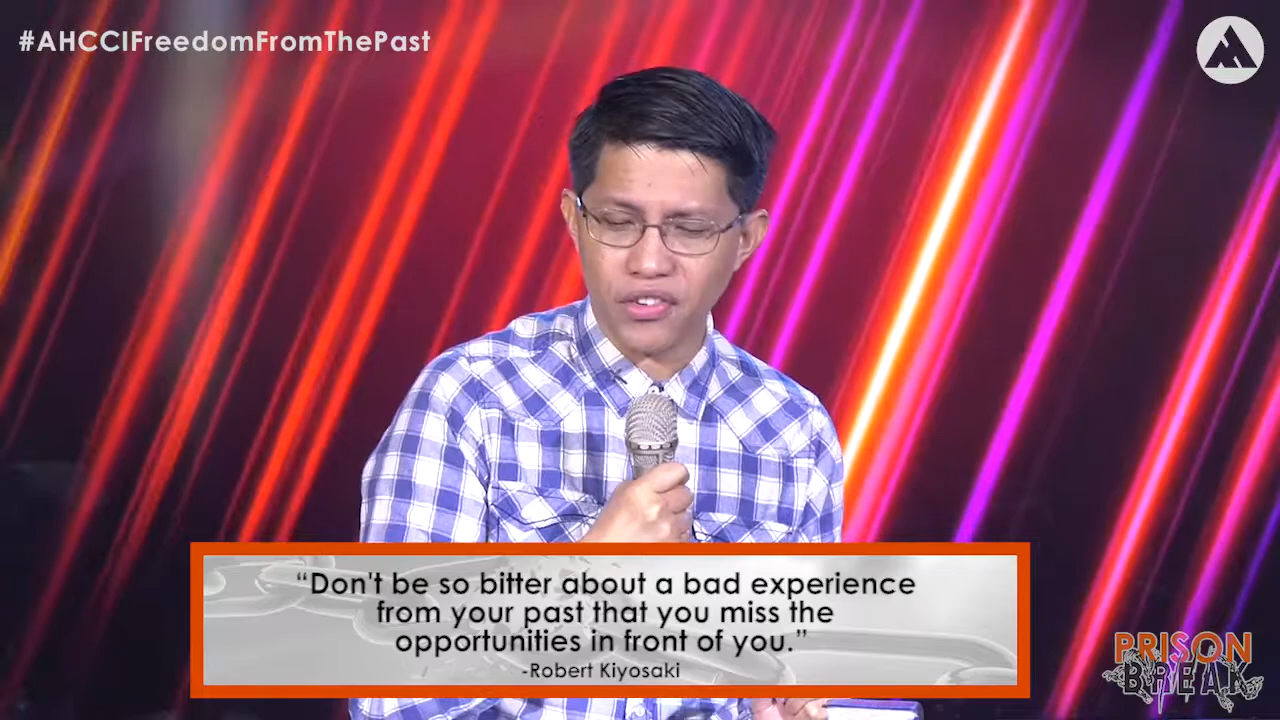 #AHCCIFreedomFromThePast
“Don't be so bitter about a bad experience
from your past that you miss the
opportunities in front of you.”
-Robert Kiyosaki
PRISON
BREAK